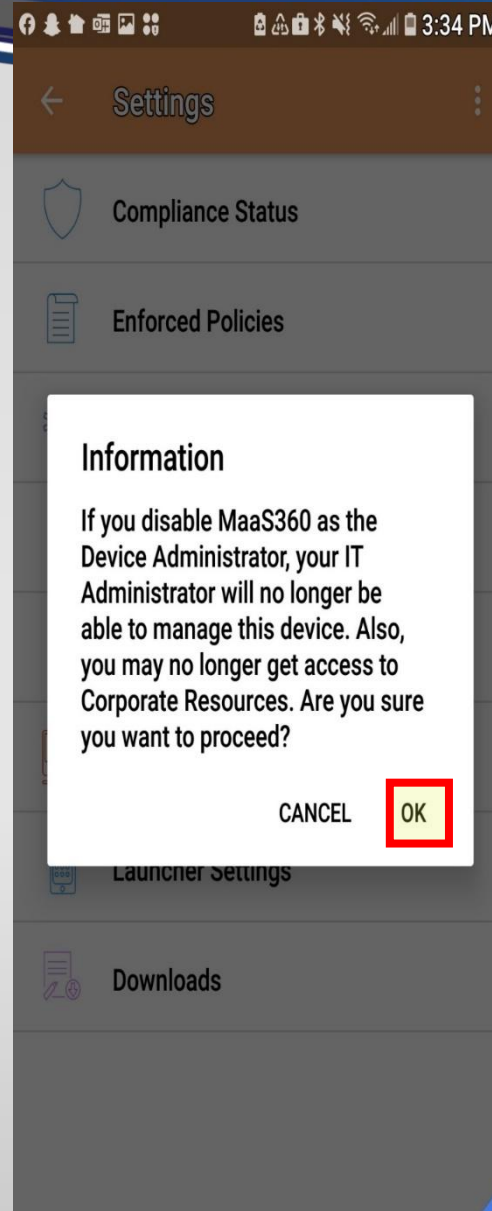 3:34 PM
Settings
Compliance Status
Enforced Policies
Information
If you disable MaaS360 as the
Device Administrator, your IT
Administrator will no longer be
able to manage this device. Also,
you may no longer get access to
Corporate Resources. Are you sure
you want to proceed?
CANCEL OK
Launcher Settings
Downloads